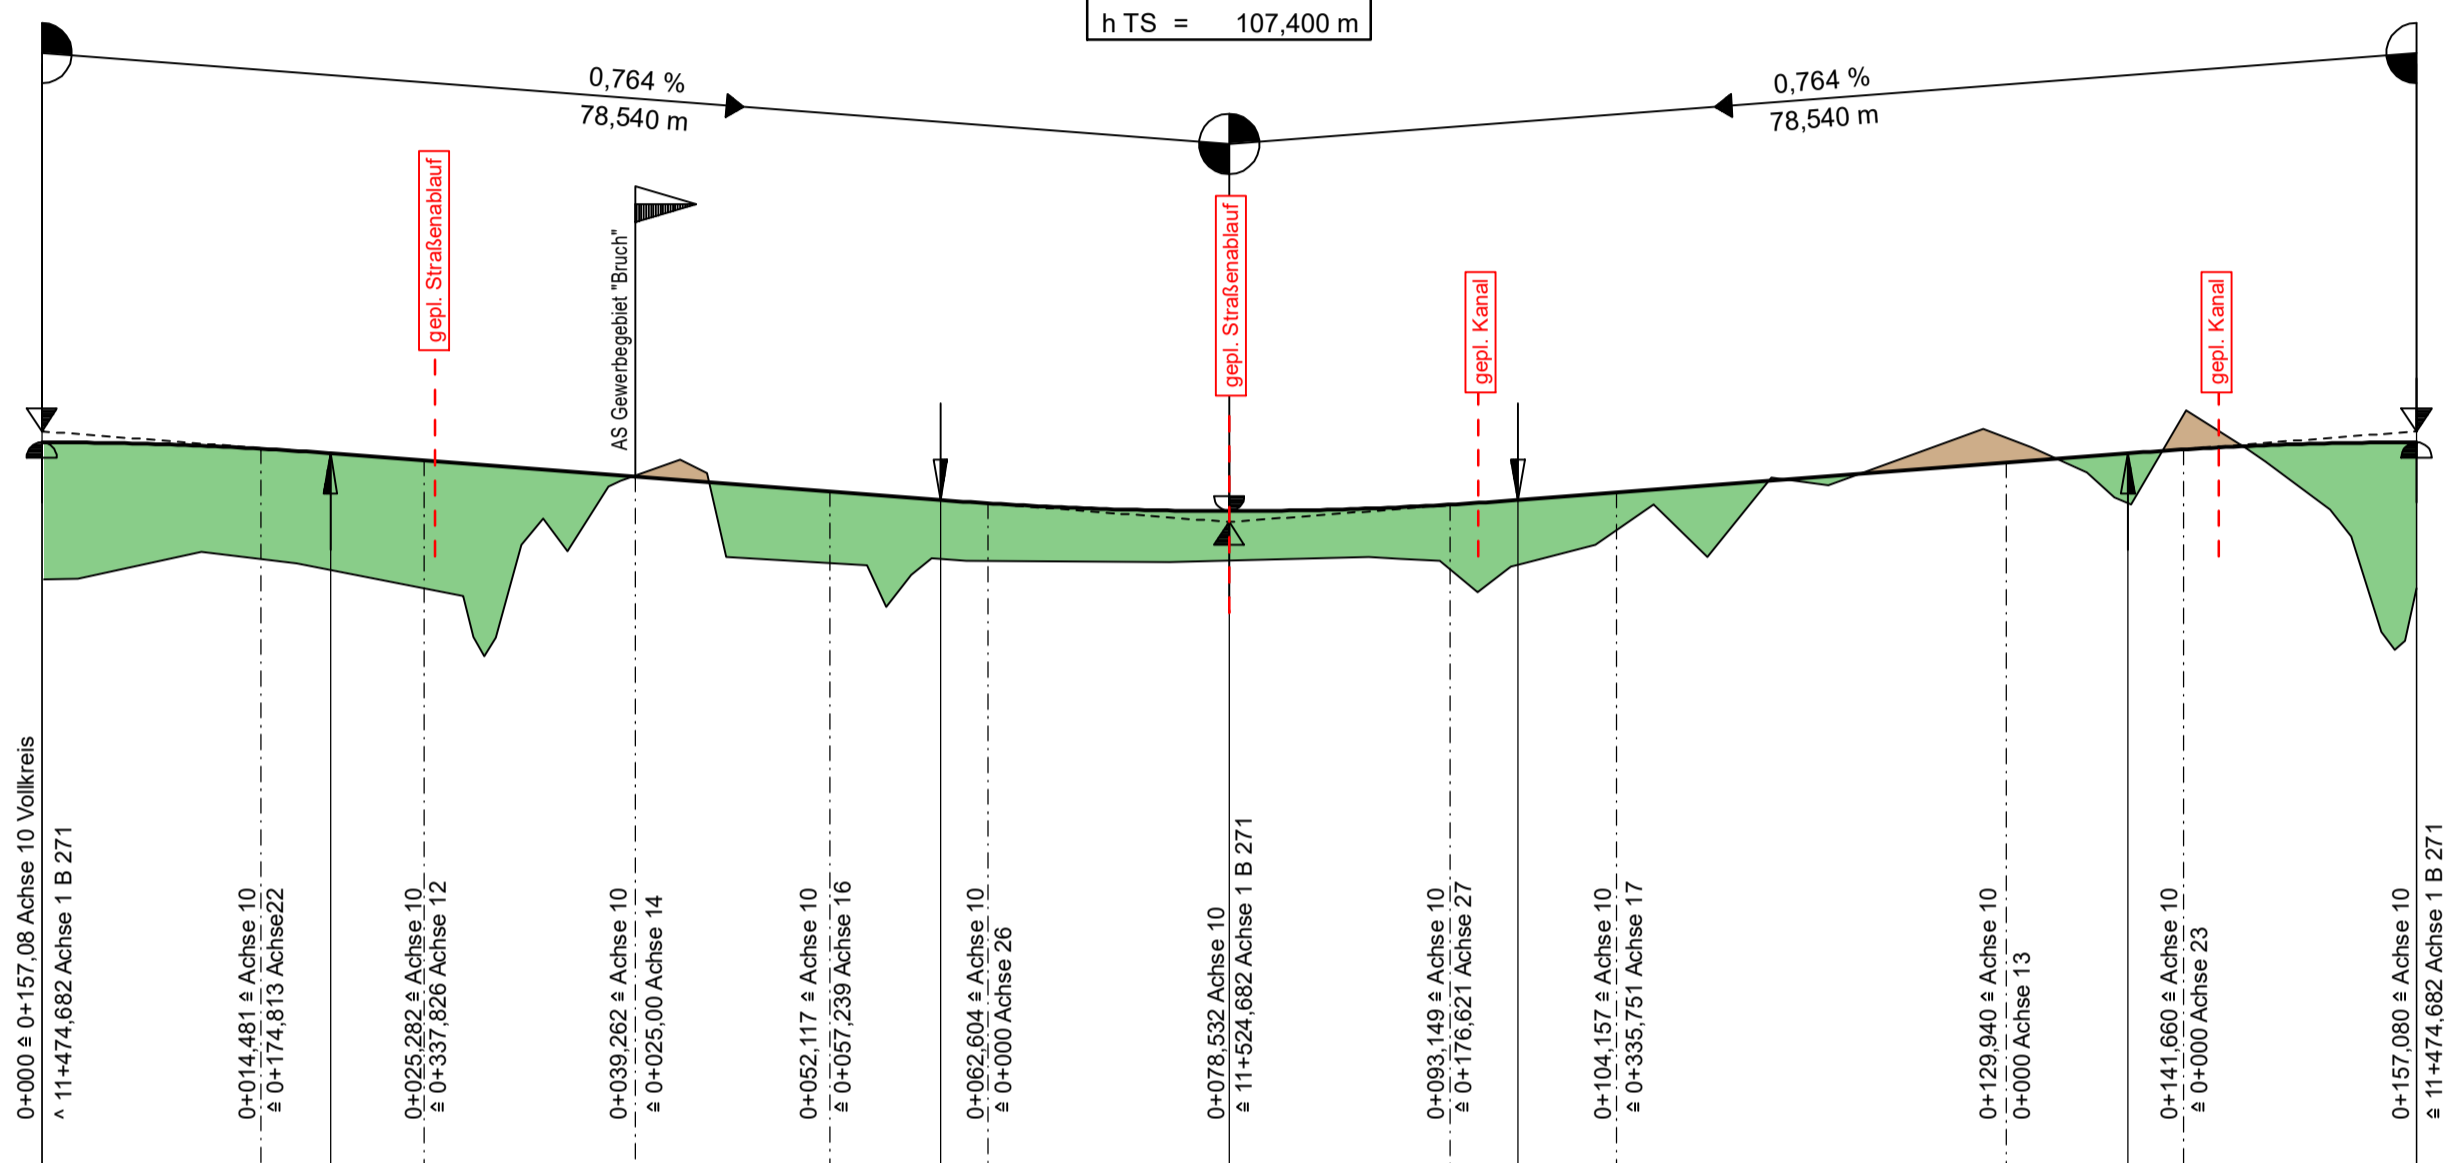 h TS = 107,400 m
0,764 %
78,540 m
0,764 %
78,540 m
gepl. Straßenablauf
AS Gewerbegebiet "Bruch"
gepl. Straßenablauf
gepl. Kanal
gepl. Kanal
0+000 ≙ 0+157,08 Achse 10 Vollkreis
^ 11+474,682 Achse 1 B 271
0+014,481 ≙ Achse 10
≙ 0+174,813 Achse22
0+025,282 ≙ Achse 10
≙ 0+337,826 Achse 12
0+039,262 ≙ Achse 10
≙ 0+025,00 Achse 14
0+052,117 ≙ Achse 10
≙ 0+057,239 Achse 16
0+062,604 ≙ Achse 10
≙ 0+000 Achse 26
0+078,532 Achse 10
≙ 11+524,682 Achse 1 B 271
0+093,149 ≙ Achse 10
≙ 0+176,621 Achse 27
0+104,157 ≙ Achse 10
≙ 0+335,751 Achse 17
0+129,940 ≙ Achse 10
0+000 Achse 13
0+141,660 ≙ Achse 10
≙ 0+000 Achse 23
0+157,080 ≙ Achse 10
≙ 11+474,682 Achse 1 B 271